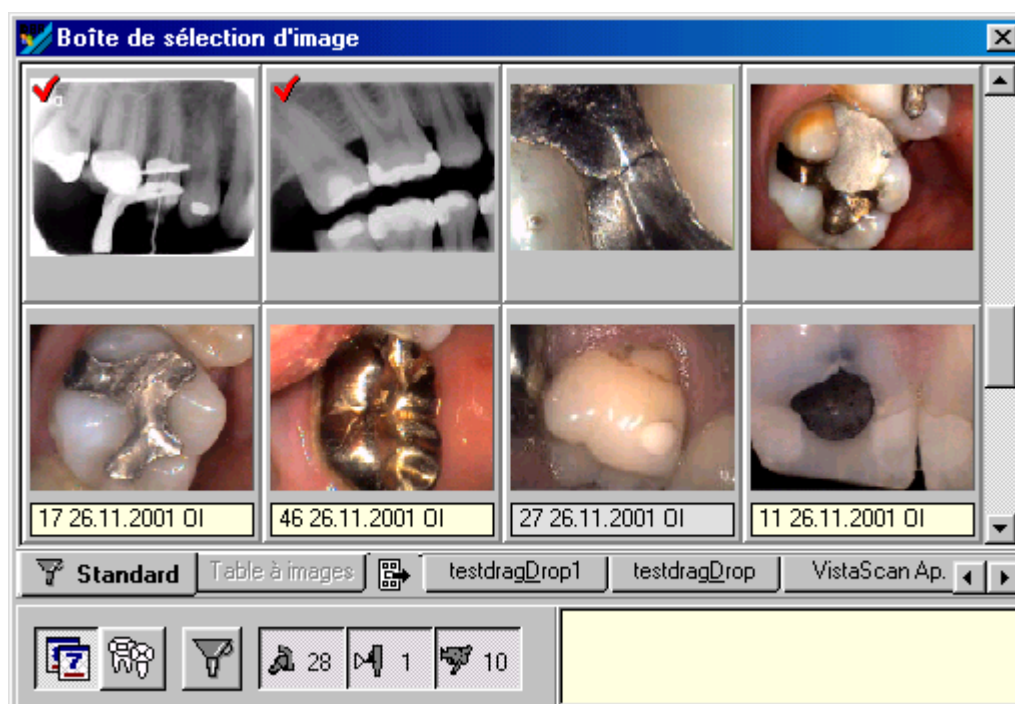 Boîte de sélection d'image
17 26.11.2001 OI
46 26.11.2001 OI
27 26.11.2001 OI
11 26.11.2001 OI
Standard
Table à images
testdragDrop1
testdragDrop
VistaScan Ap.
7
28
1
10